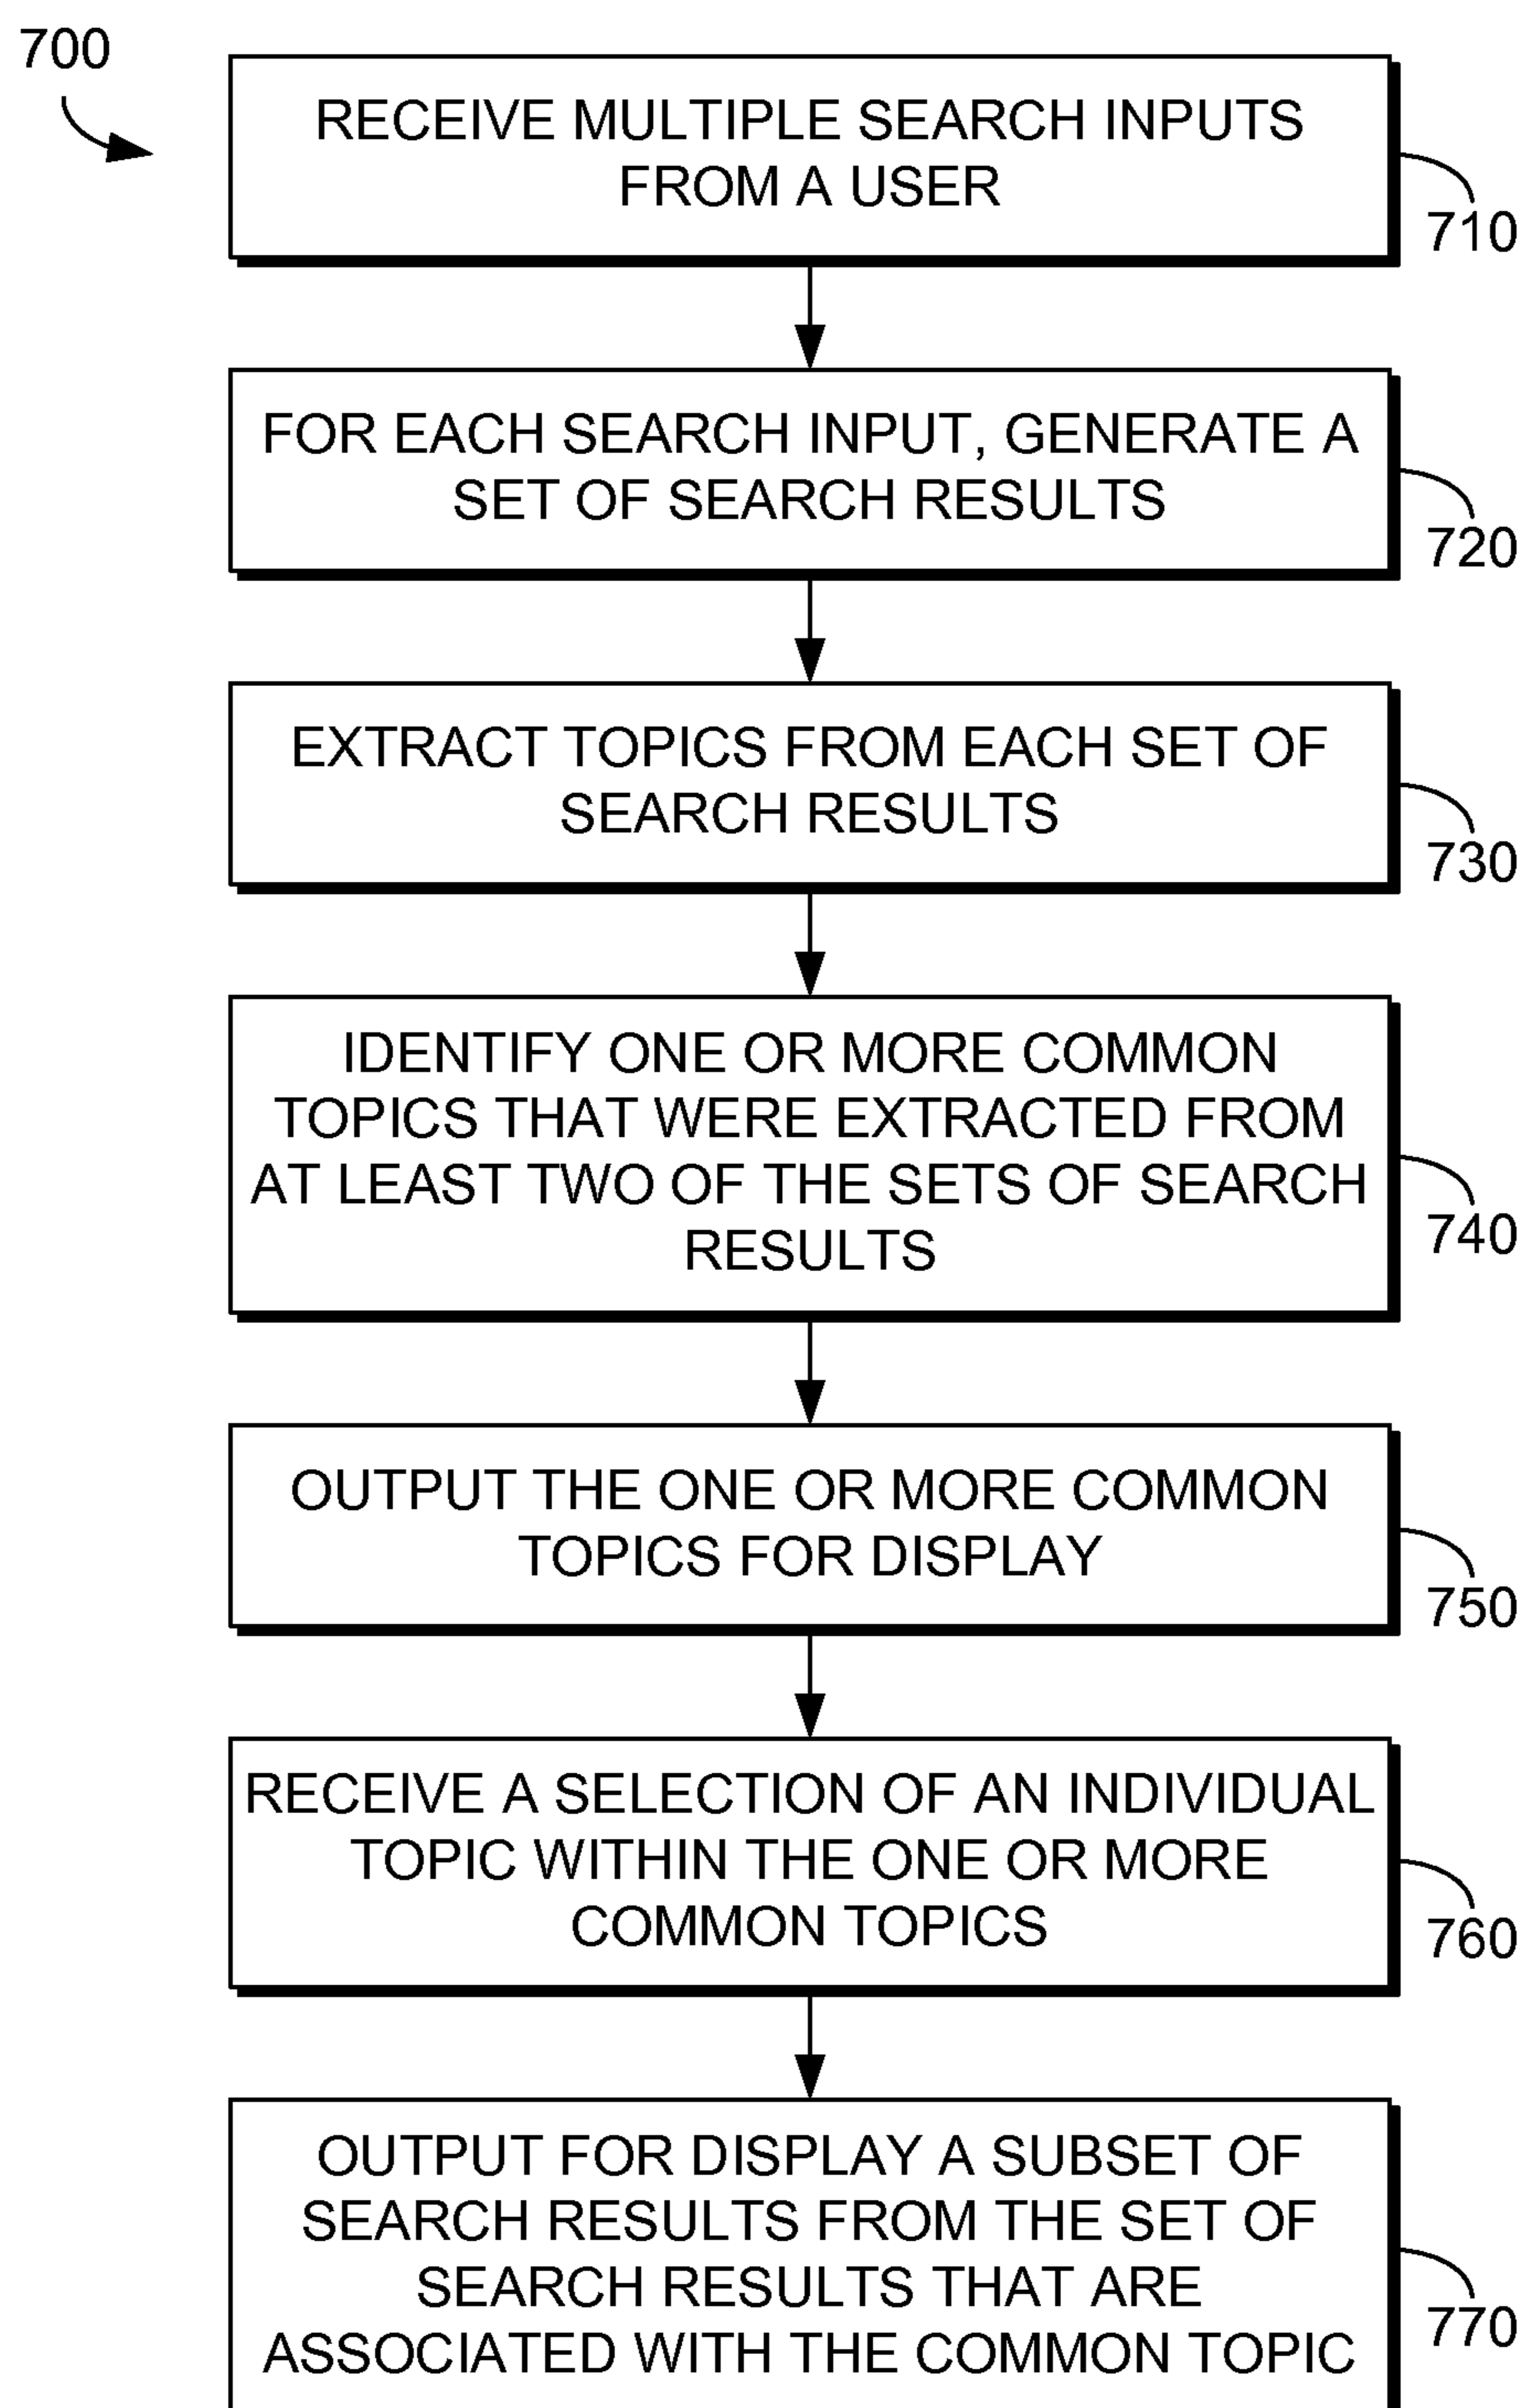 700
RECEIVE MULTIPLE SEARCH INPUTS
FROM A USER
710
FOR EACH SEARCH INPUT, GENERATE A
SET OF SEARCH RESULTS
720
EXTRACT TOPICS FROM EACH SET OF
SEARCH RESULTS
730
IDENTIFY ONE OR MORE COMMON
TOPICS THAT WERE EXTRACTED FROM
AT LEAST TWO OF THE SETS OF SEARCH
RESULTS
740
OUTPUT THE ONE OR MORE COMMON
TOPICS FOR DISPLAY
750
RECEIVE A SELECTION OF AN INDIVIDUAL
TOPIC WITHIN THE ONE OR MORE
COMMON TOPICS
760
OUTPUT FOR DISPLAY A SUBSET OF
SEARCH RESULTS FROM THE SET OF
SEARCH RESULTS THAT ARE
ASSOCIATED WITH THE COMMON TOPIC
770